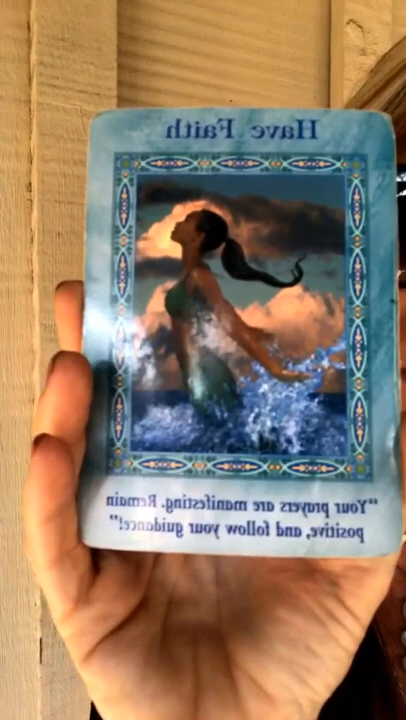 Have Faith
"Your prayers are manifesting. Remain
positive, and follow your guidance!"